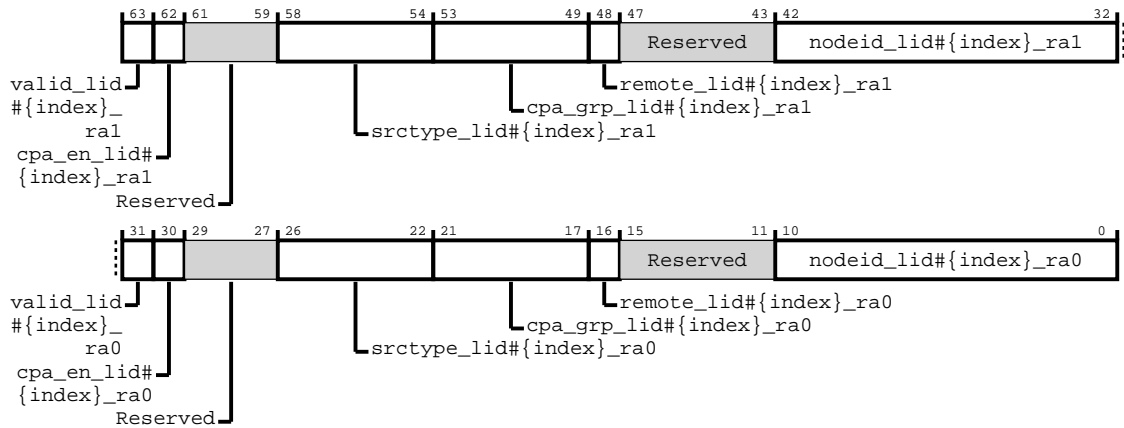 63 62 61 59 58 54 53 49 48 47 43 42 32
Reserved nodeid_lid#{index}_ra1
valid_lid
#{index}_
ra1
remote_lid#{index}_ra1
cpa_grp_lid#{index}_ra1
srctype_lid#{index}_ra1
cpa_en_lid#
{index}_ra1
Reserved
31 30 29 27 26 22 21 17 16 15 11 10 0
Reserved nodeid_lid#{index}_ra0
valid_lid
#{index}_
ra0
remote_lid#{index}_ra0
cpa_grp_lid#{index}_ra0
srctype_lid#{index}_ra0
cpa_en_lid#
{index}_ra0
Reserved